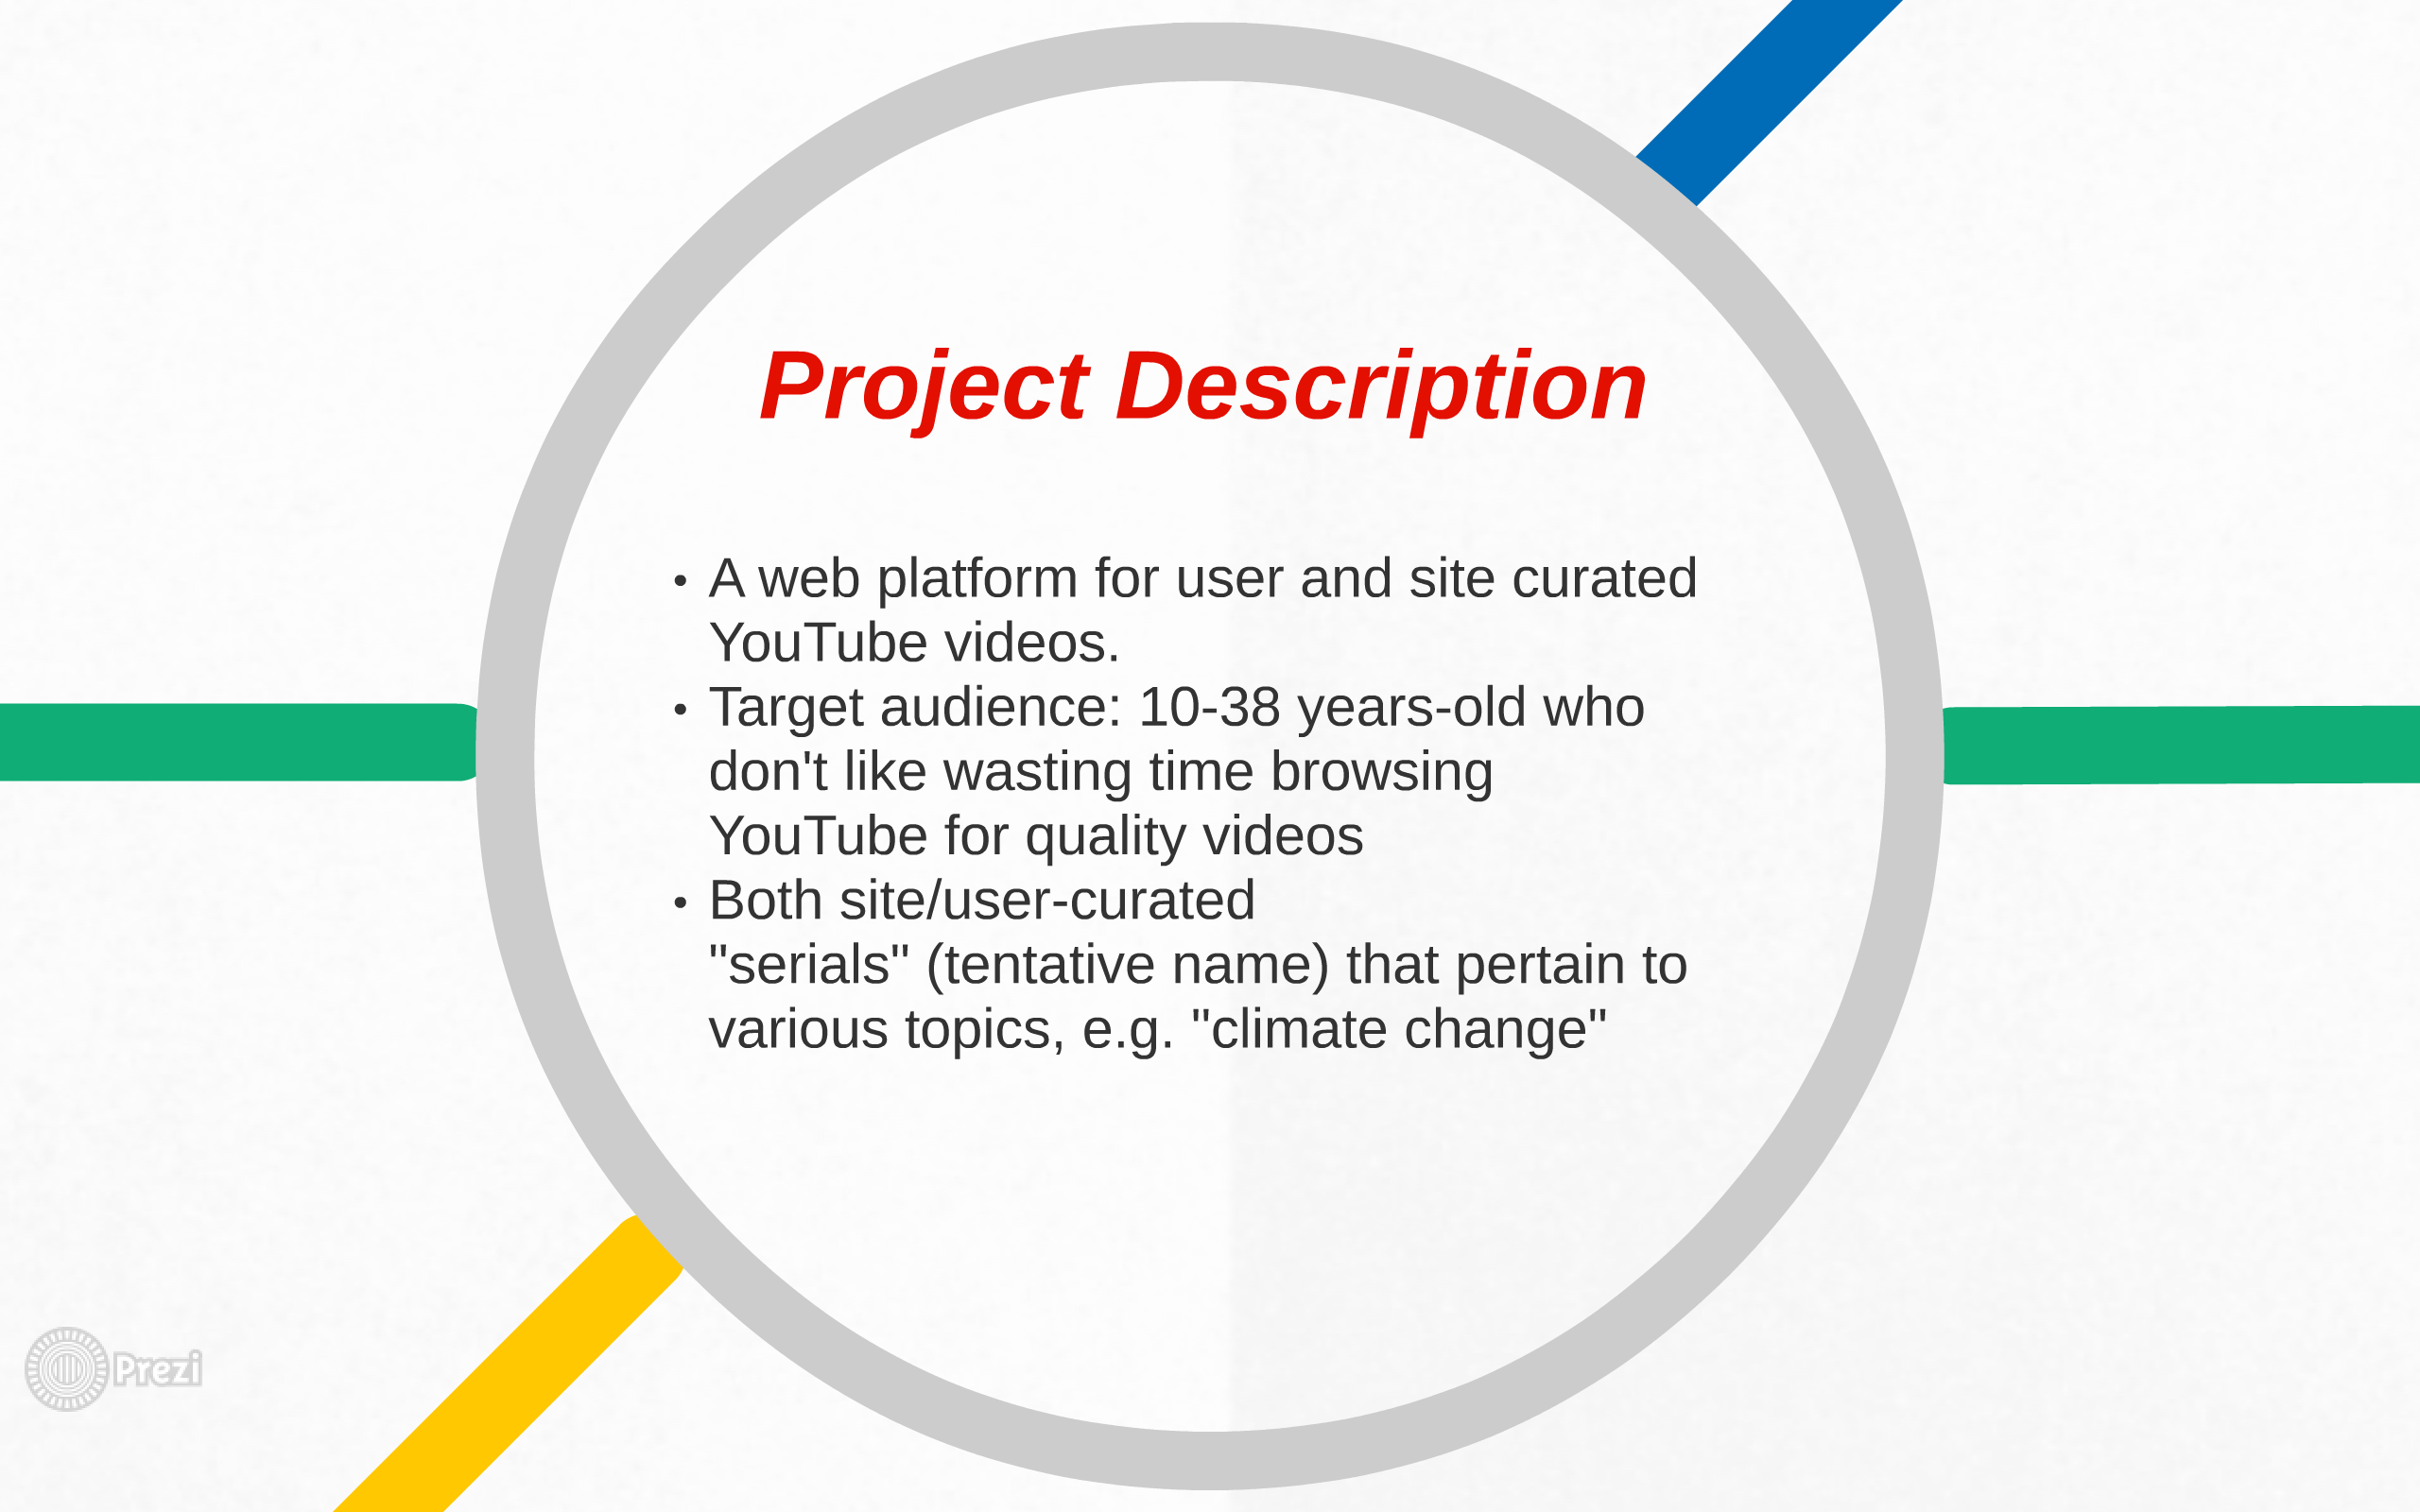 Project Description
• A web platform for user and site curated
YouTube videos.
• Target audience: 10-38 years-old who
don't like wasting time browsing
YouTube for quality videos
• Both site/user-curated
"serials" (tentative name) that pertain to
various topics, e.g. "climate change"
Prezi